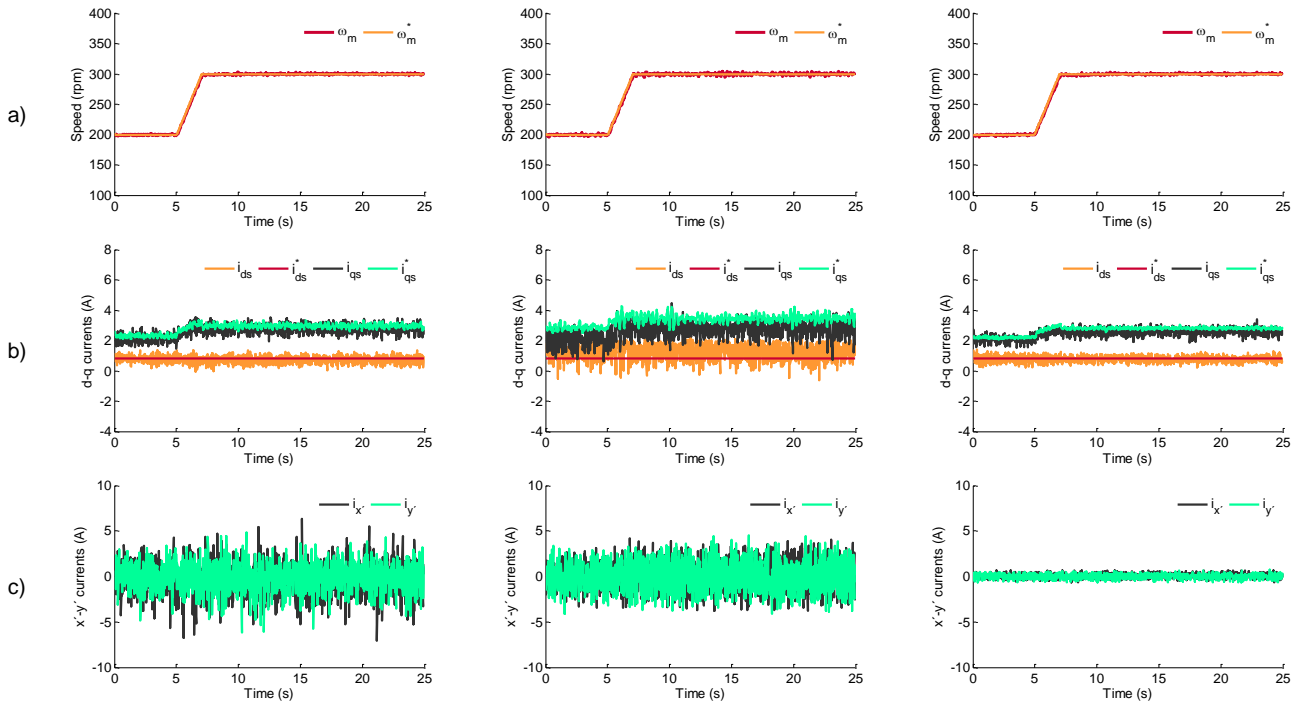 400
350
300
250
200
150
100
Speed (rpm)
ω_m ω_m^*
0 5 10 15 20 25
Time (s)
400
350
300
250
200
150
100
Speed (rpm)
ω_m ω_m^*
0 5 10 15 20 25
Time (s)
400
350
300
250
200
150
100
Speed (rpm)
ω_m ω_m^*
0 5 10 15 20 25
Time (s)
a)
8
6
4
2
0
-2
-4
d-q currents (A)
i_ds i_ds^* i_qs i_qs^*
0 5 10 15 20 25
Time (s)
8
6
4
2
0
-2
-4
d-q currents (A)
i_ds i_ds^* i_qs i_qs^*
0 5 10 15 20 25
Time (s)
8
6
4
2
0
-2
-4
d-q currents (A)
i_ds i_ds^* i_qs i_qs^*
0 5 10 15 20 25
Time (s)
b)
10
5
0
-5
-10
x´-y´ currents (A)
i_x´ i_y´
0 5 10 15 20 25
Time (s)
10
5
0
-5
-10
x´-y´ currents (A)
i_x´ i_y´
0 5 10 15 20 25
Time (s)
10
5
0
-5
-10
x´-y´ currents (A)
i_x´ i_y´
0 5 10 15 20 25
Time (s)
c)